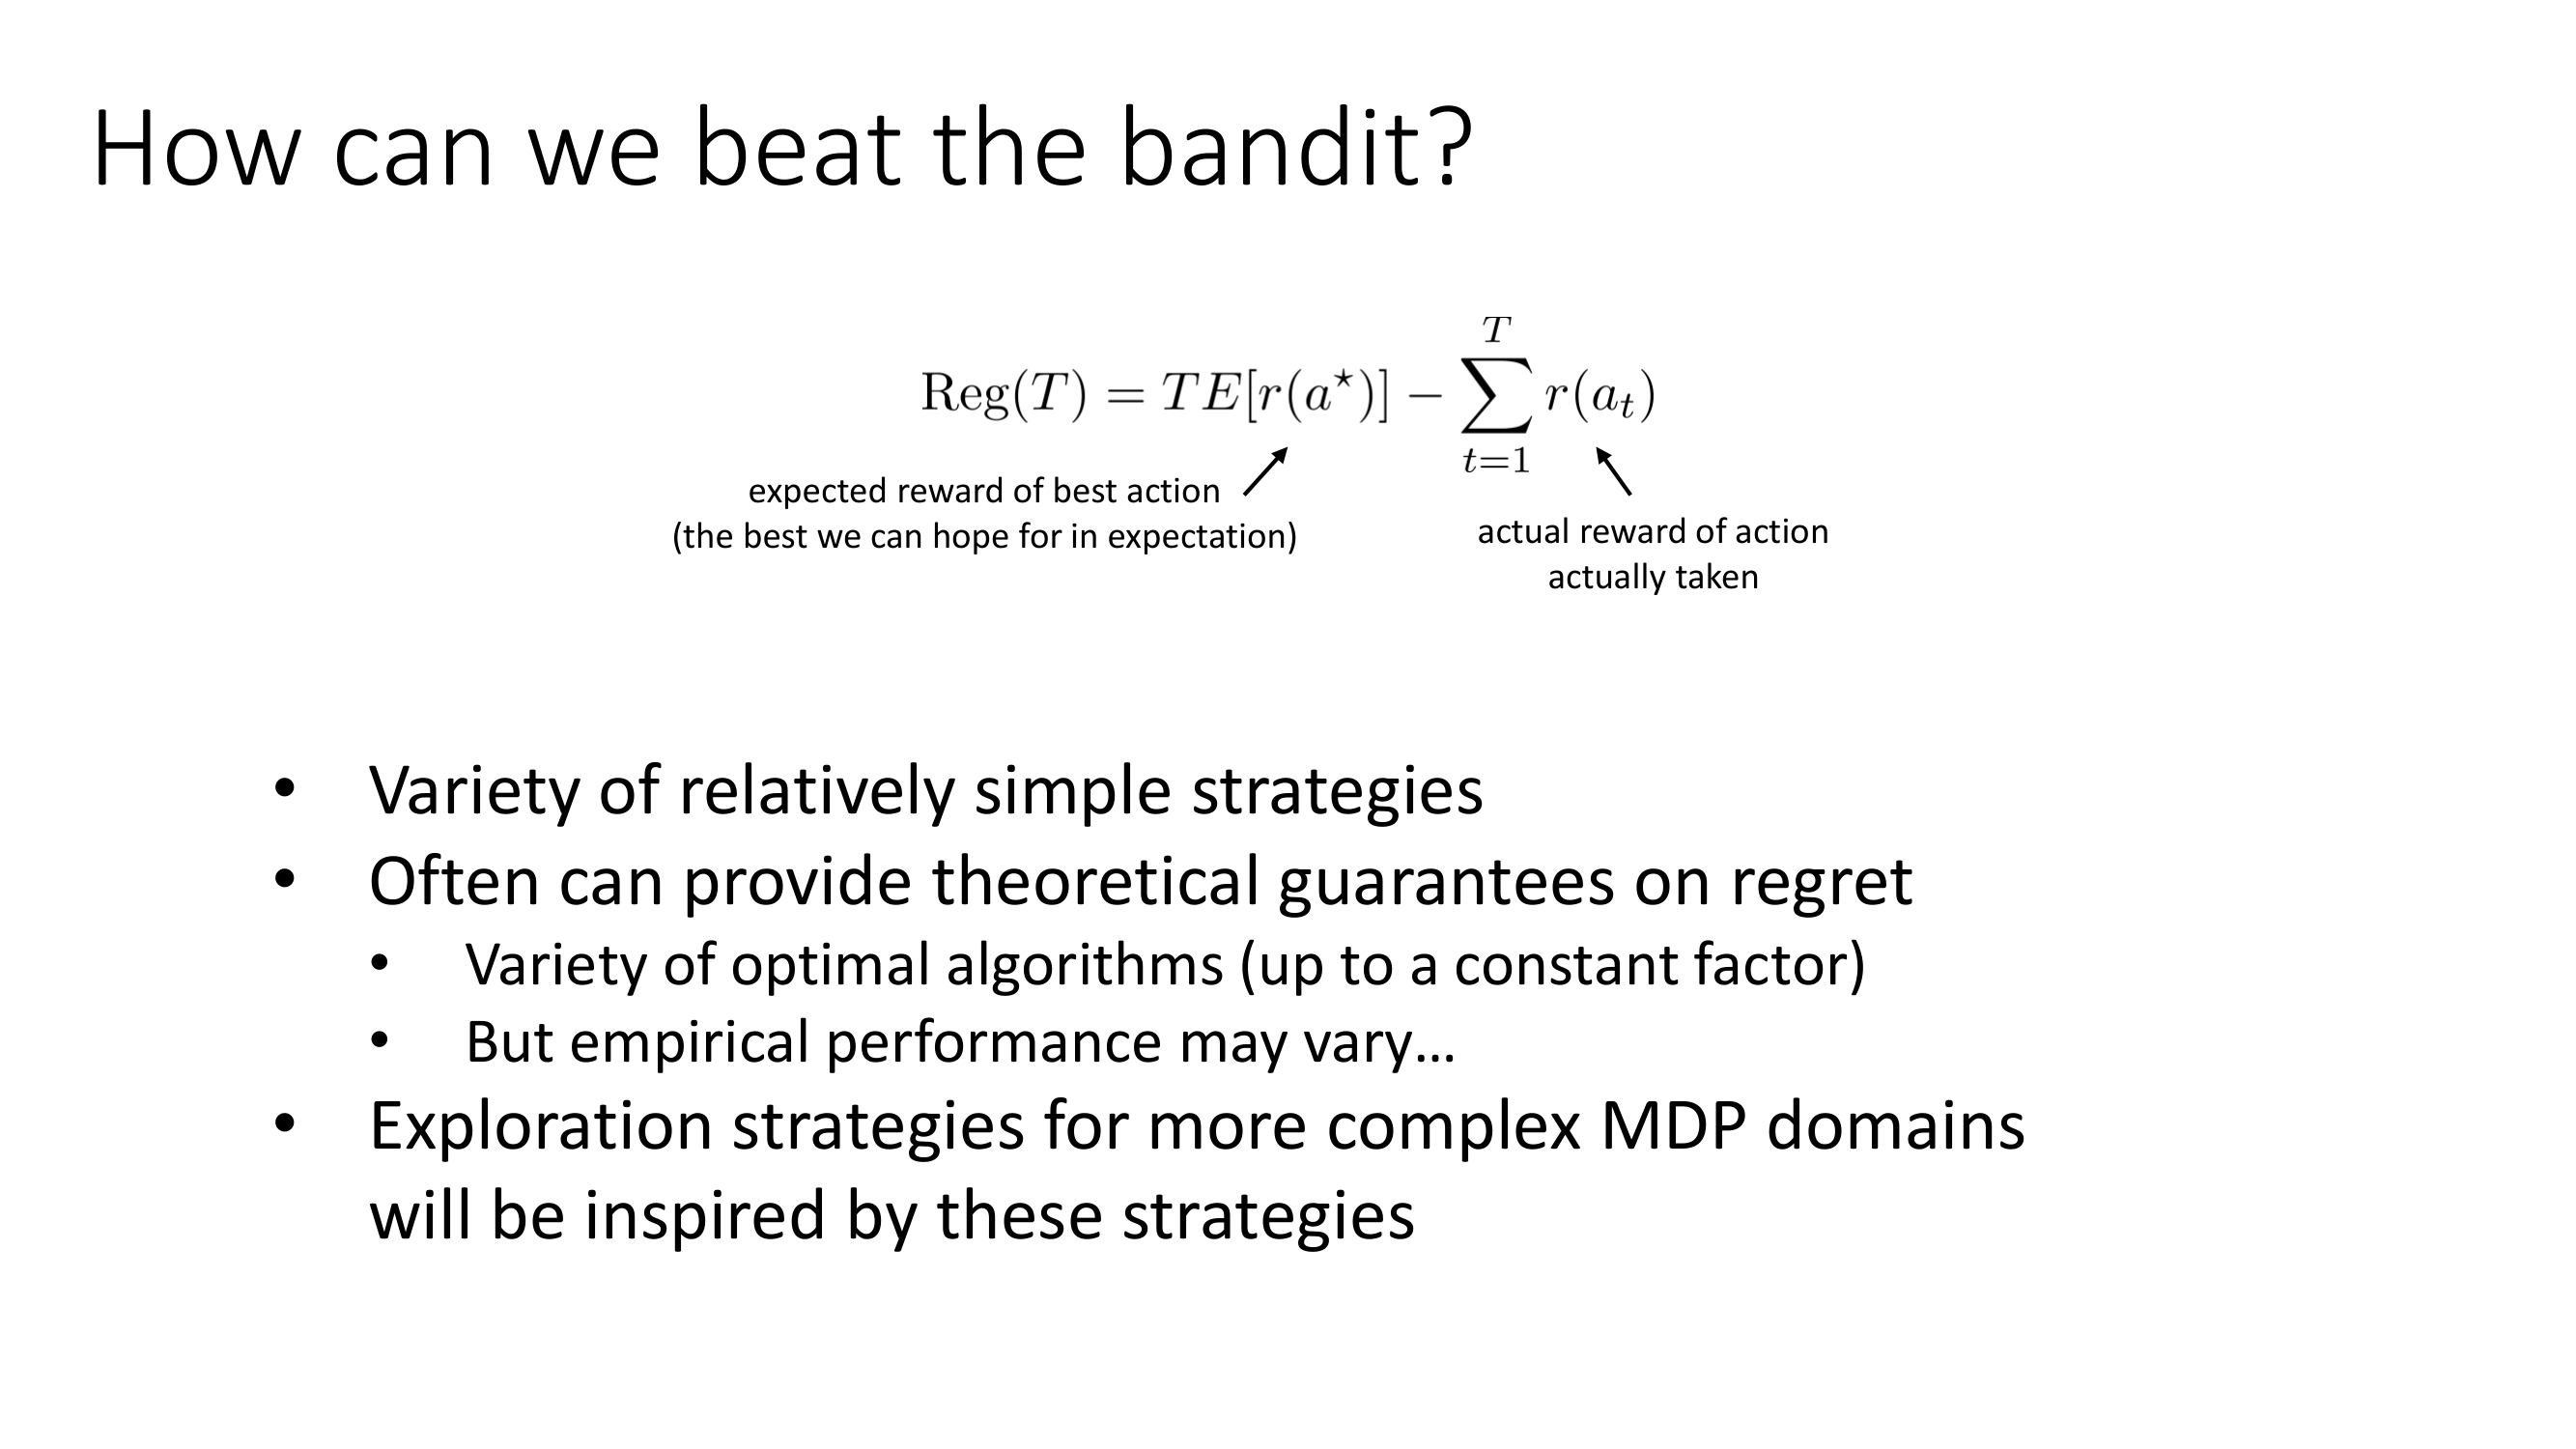 How can we beat the bandit?
Reg(T) = TE[r(a⋆)] − ∑_{t=1}^{T} r(a_t)
expected reward of best action
(the best we can hope for in expectation)
actual reward of action
actually taken
• Variety of relatively simple strategies
• Often can provide theoretical guarantees on regret
• Variety of optimal algorithms (up to a constant factor)
• But empirical performance may vary…
• Exploration strategies for more complex MDP domains
will be inspired by these strategies